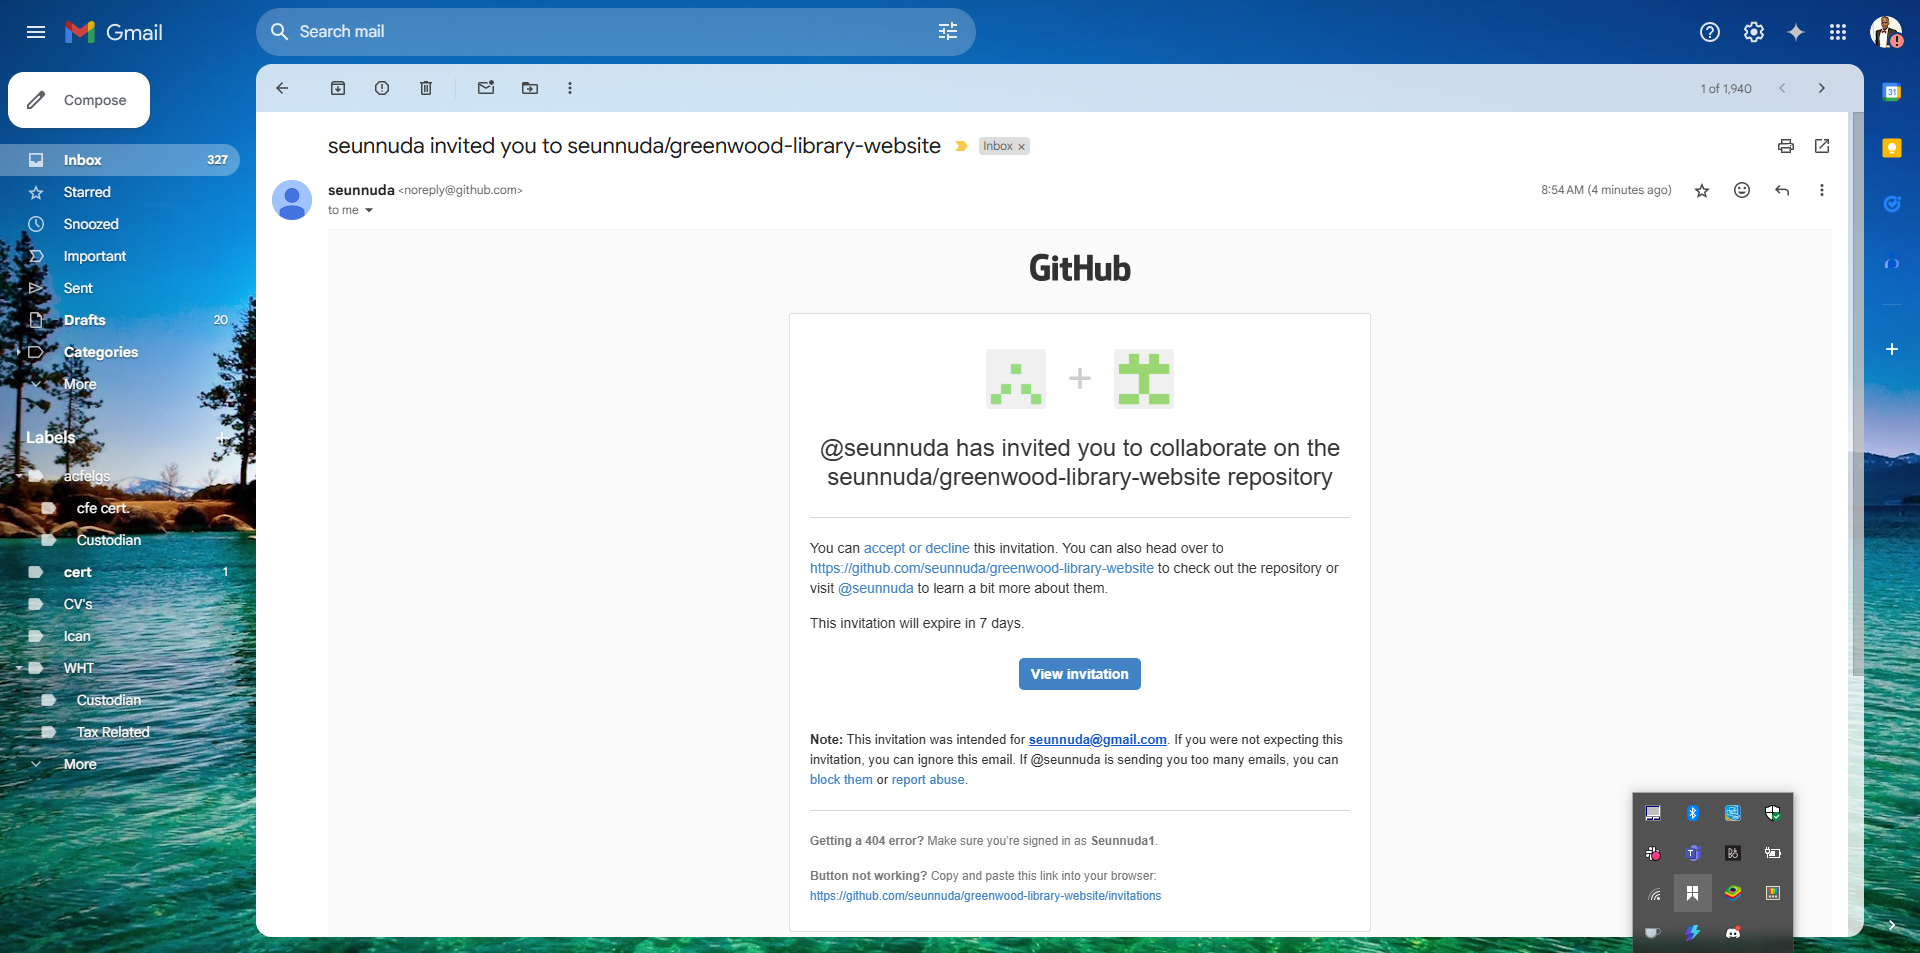 Gmail
Search mail
Compose
1 of 1,940
Inbox 327
Starred
Snoozed
Important
Sent
Drafts 20
Categories
More
Labels
acfelgs
cfe cert.
Custodian
cert 1
CV's
Ican
WHT
Custodian
Tax Related
More
seunnuda invited you to seunnuda/greenwood-library-website
Inbox ×
seunnuda <noreply@github.com>
8:54 AM (4 minutes ago)
to me
GitHub
@seunnuda has invited you to collaborate on the
seunnuda/greenwood-library-website repository
You can accept or decline this invitation. You can also head over to
https://github.com/seunnuda/greenwood-library-website to check out the repository or
visit @seunnuda to learn a bit more about them.
This invitation will expire in 7 days.
View invitation
Note: This invitation was intended for seunnuda@gmail.com. If you were not expecting this
invitation, you can ignore this email. If @seunnuda is sending you too many emails, you can
block them or report abuse.
Getting a 404 error? Make sure you're signed in as Seunnuda1.
Button not working? Copy and paste this link into your browser:
https://github.com/seunnuda/greenwood-library-website/invitations
31